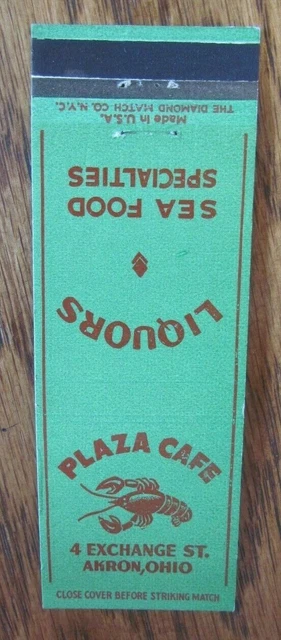 PLAZA CAFE
4 EXCHANGE ST.
AKRON, OHIO
CLOSE COVER BEFORE STRIKING MATCH
LIQUORS
SEA FOOD
SPECIALTIES
Made in U.S.A.
THE DIAMOND MATCH CO. N.Y.C.